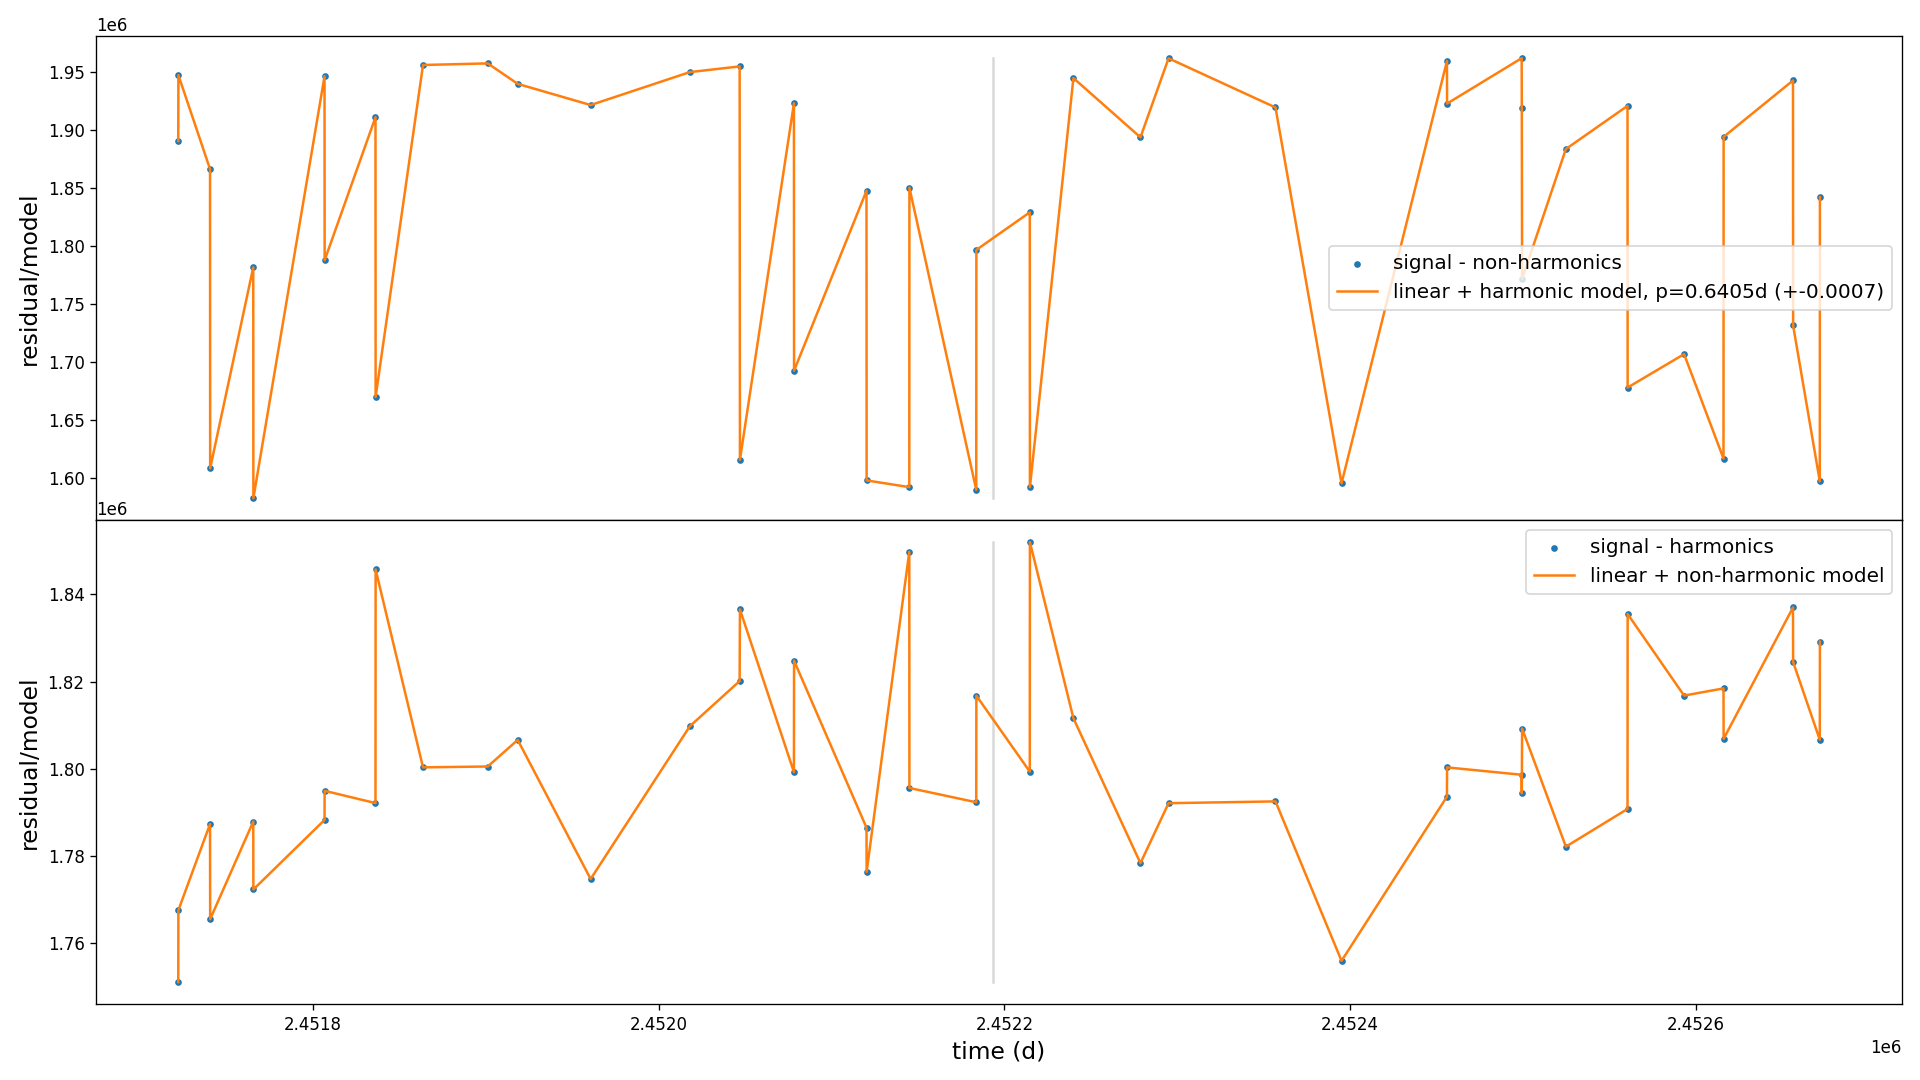 1e6
1.95
1.90
1.85
1.80
1.75
1.70
1.65
1.60
residual/model
signal - non-harmonics
linear + harmonic model, p=0.6405d (+-0.0007)
1e6
1.84
1.82
1.80
1.78
1.76
residual/model
signal - harmonics
linear + non-harmonic model
2.4518 2.4520 2.4522 2.4524 2.4526
time (d)
1e6